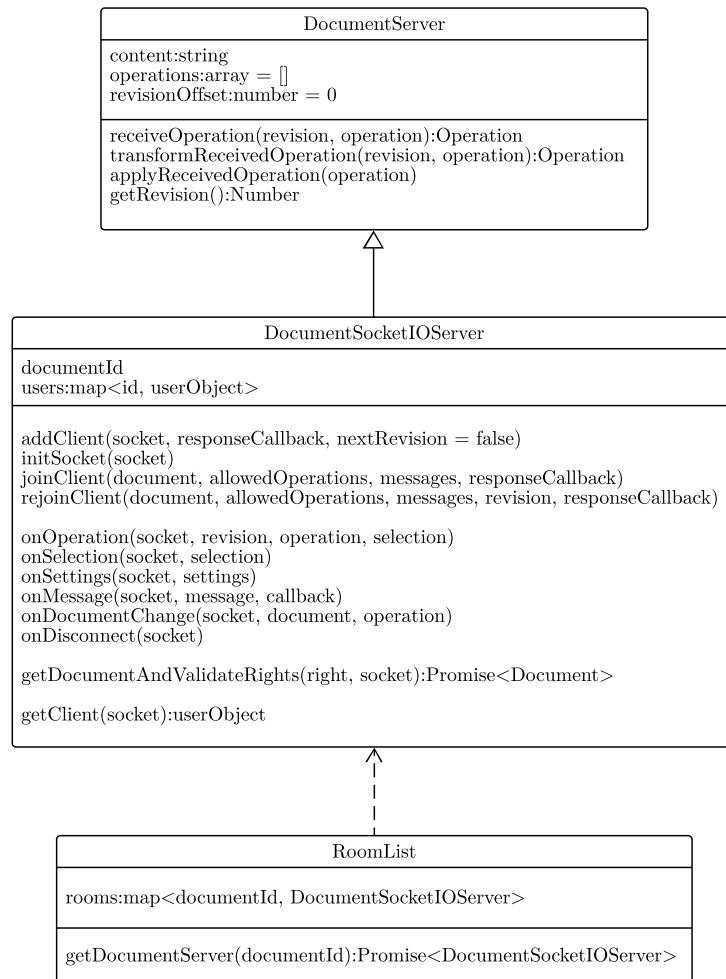 DocumentServer
content:string
operations:array = []
revisionOffset:number = 0
receiveOperation(revision, operation):Operation
transformReceivedOperation(revision, operation):Operation
applyReceivedOperation(operation)
getRevision():Number
DocumentSocketIOServer
documentId
users:map<id, userObject>
addClient(socket, responseCallback, nextRevision = false)
initSocket(socket)
joinClient(document, allowedOperations, messages, responseCallback)
rejoinClient(document, allowedOperations, messages, revision, responseCallback)
onOperation(socket, revision, operation, selection)
onSelection(socket, selection)
onSettings(socket, settings)
onMessage(socket, message, callback)
onDocumentChange(socket, document, operation)
onDisconnect(socket)
getDocumentAndValidateRights(right, socket):Promise<Document>
getClient(socket):userObject
RoomList
rooms:map<documentId, DocumentSocketIOServer>
getDocumentServer(documentId):Promise<DocumentSocketIOServer>